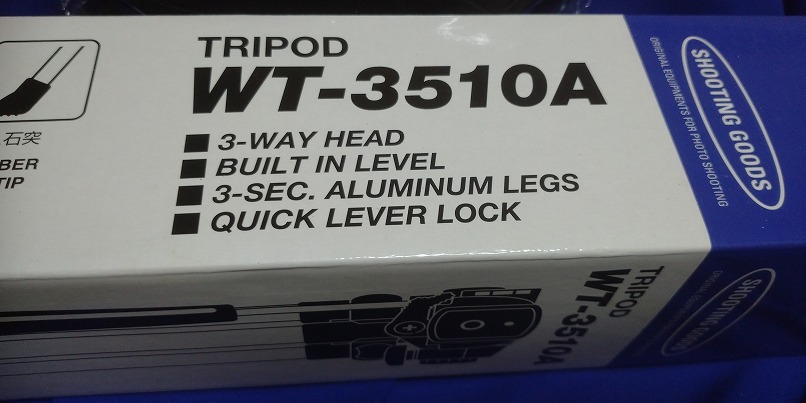 TRIPOD
WT-3510A
3-WAY HEAD
BUILT IN LEVEL
3-SEC. ALUMINUM LEGS
QUICK LEVER LOCK
石突
BER
TIP
SHOOTING GOODS
ORIGINAL EQUIPMENTS FOR PHOTO SHOOTING
TRIPOD
WT-3510A
SHOOTING GOODS